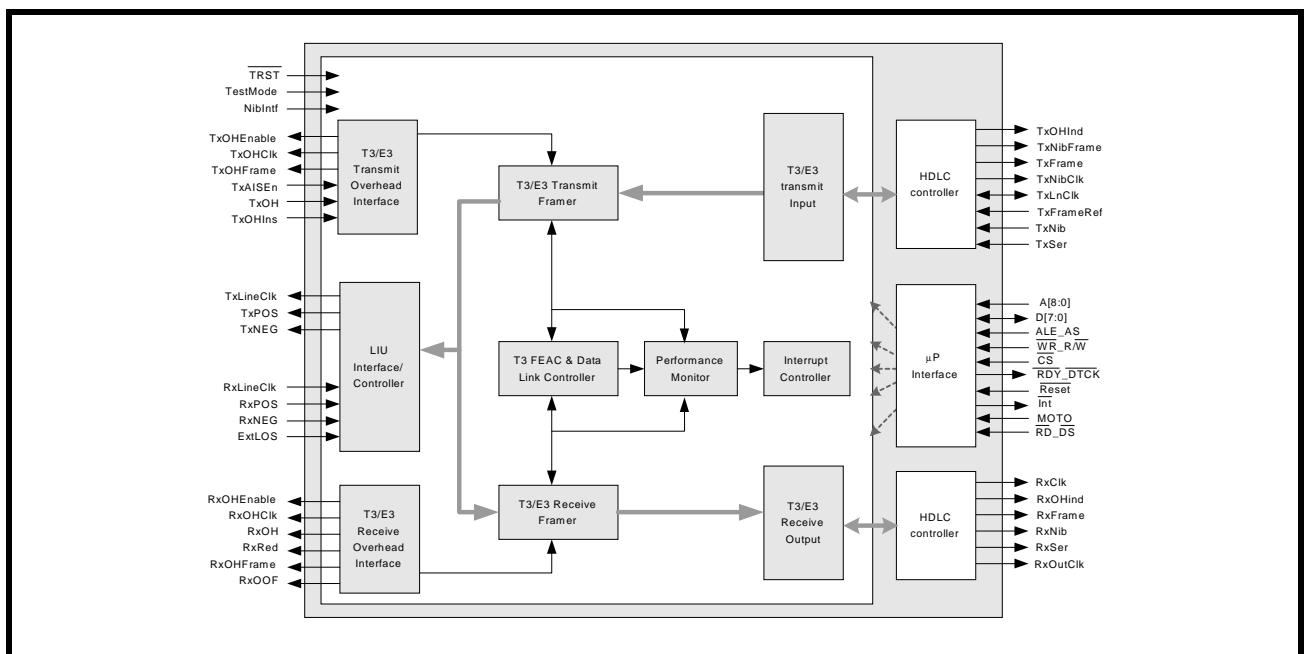 TRST
TestMode
NibIntf
TxOHEnable
TxOHClk
TxOHFrame
TxAISEn
TxOH
TxOHIns
T3/E3
Transmit
Overhead
Interface
T3/E3 Transmit
Framer
T3/E3
transmit
Input
HDLC
controller
TxOHInd
TxNibFrame
TxFrame
TxNibClk
TxLnClk
TxFrameRef
TxNib
TxSer
TxLineClk
TxPOS
TxNEG
RxLineClk
RxPOS
RxNEG
ExtLOS
LIU
Interface/
Controller
T3 FEAC & Data
Link Controller
Performance
Monitor
Interrupt
Controller
µP
Interface
A[8:0]
D[7:0]
ALE_AS
WR_R/W
CS
RDY_DTCK
Reset
Int
MOTO
RD_DS
RxOHEnable
RxOHClk
RxOH
RxRed
RxOHFrame
RxOOF
T3/E3
Receive
Overhead
Interface
T3/E3 Receive
Framer
T3/E3
Receive
Output
HDLC
controller
RxClk
RxOHind
RxFrame
RxNib
RxSer
RxOutClk